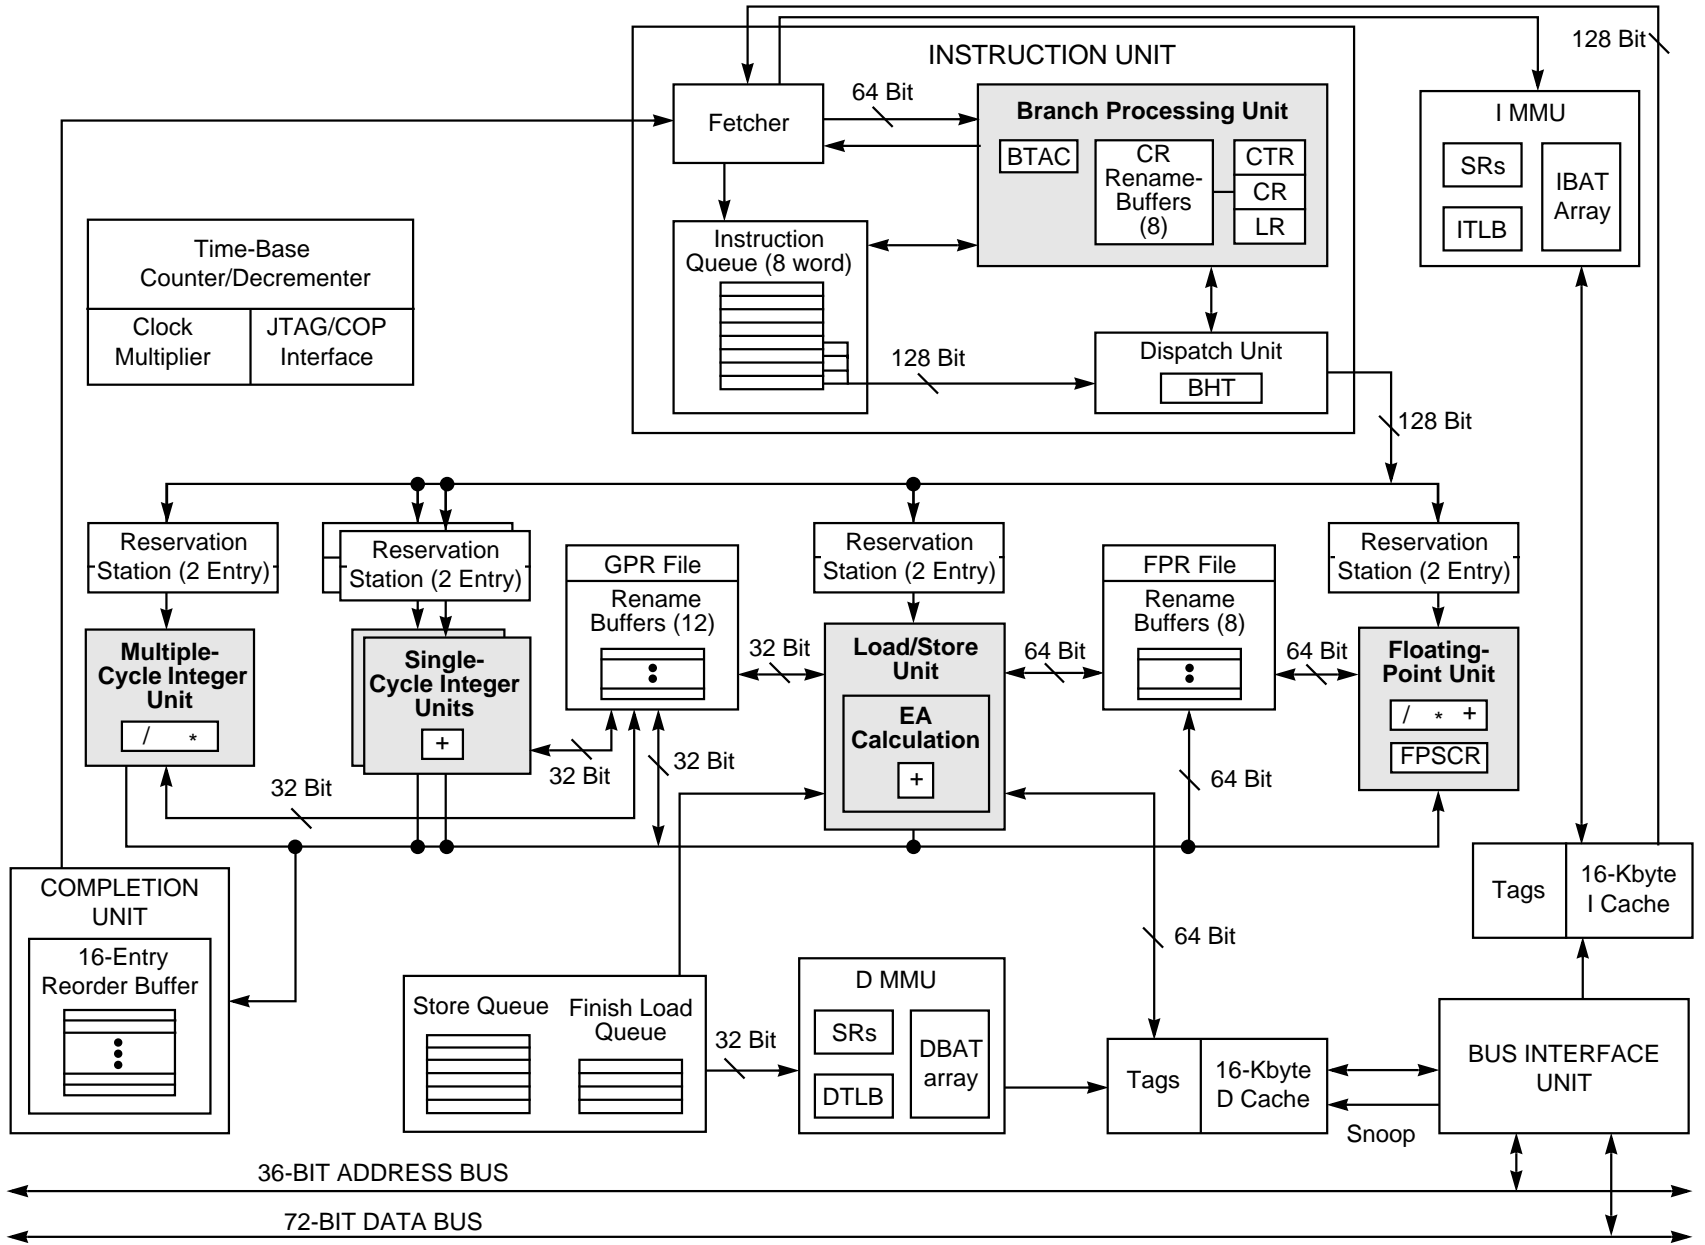 128 Bit
INSTRUCTION UNIT
64 Bit
Fetcher
Branch Processing Unit
BTAC
CR
Rename-
Buffers
(8)
CTR
CR
LR
I MMU
SRs
ITLB
IBAT
Array
Instruction
Queue (8 word)
Time-Base
Counter/Decrementer
Clock
Multiplier
JTAG/COP
Interface
128 Bit
Dispatch Unit
BHT
128 Bit
Reservation
Station (2 Entry)
Reservation
Station (2 Entry)
GPR File
Rename
Buffers (12)
Reservation
Station (2 Entry)
FPR File
Rename
Buffers (8)
Reservation
Station (2 Entry)
Multiple-
Cycle Integer
Unit
/ *
Single-
Cycle Integer
Units
+
32 Bit
Load/Store
Unit
EA
Calculation
+
64 Bit
64 Bit
Floating-
Point Unit
/ * +
FPSCR
32 Bit
32 Bit
32 Bit
64 Bit
COMPLETION
UNIT
16-Entry
Reorder Buffer
Tags
16-Kbyte
I Cache
64 Bit
Store Queue
Finish Load
Queue
32 Bit
D MMU
SRs
DTLB
DBAT
array
Tags
16-Kbyte
D Cache
Snoop
BUS INTERFACE
UNIT
36-BIT ADDRESS BUS
72-BIT DATA BUS